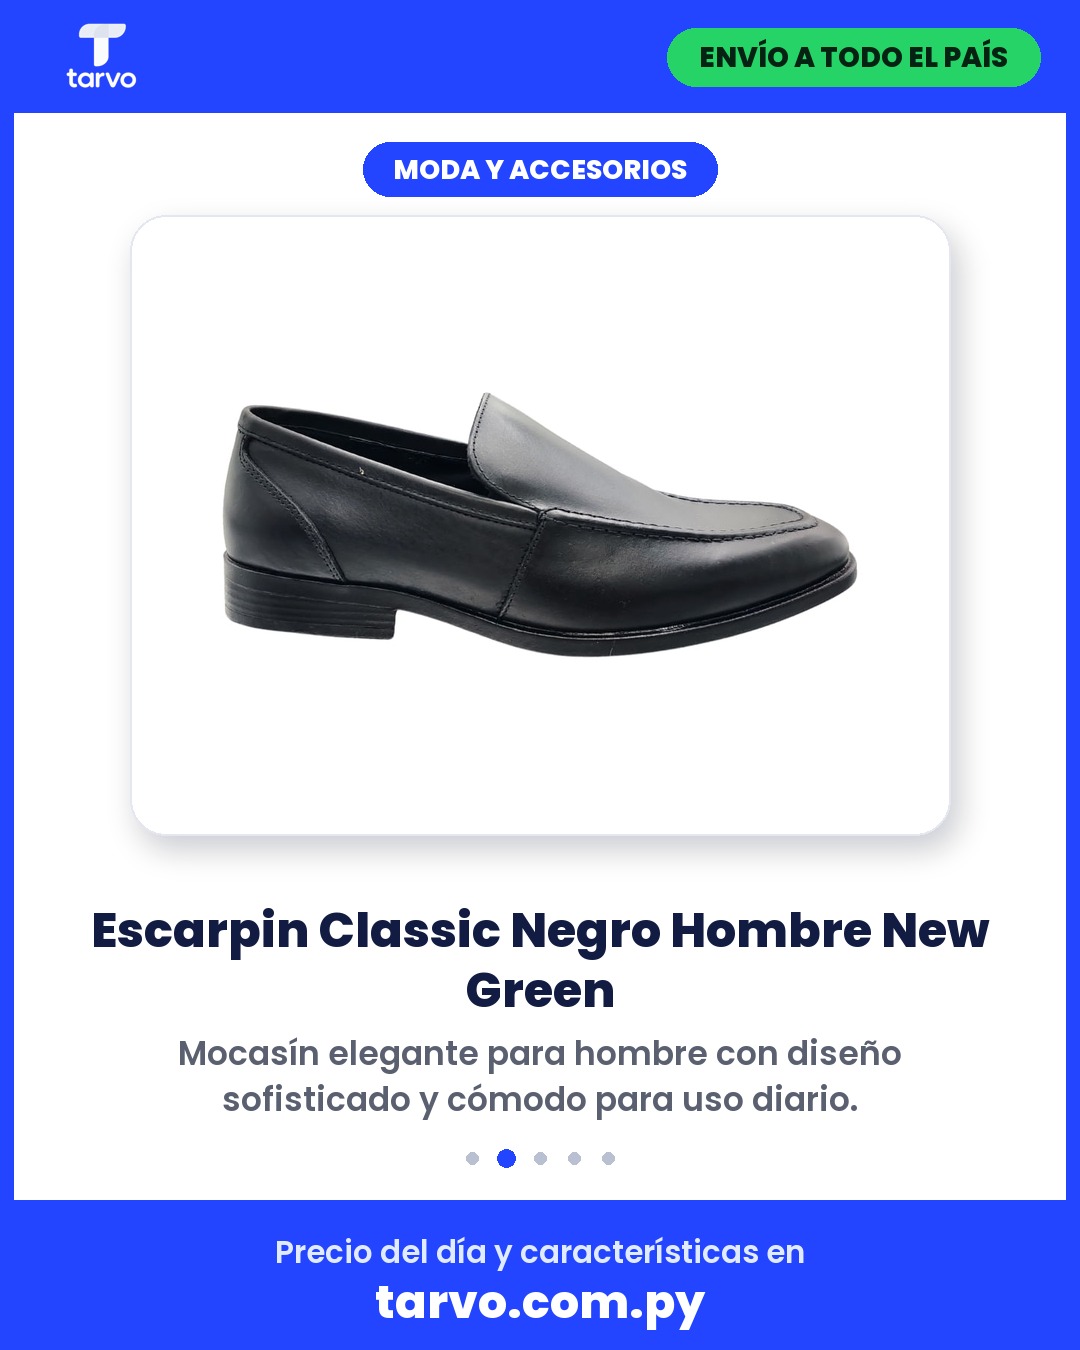 tarvo
ENVÍO A TODO EL PAÍS
MODA Y ACCESORIOS
Escarpin Classic Negro Hombre New
Green
Mocasín elegante para hombre con diseño
sofisticado y cómodo para uso diario.
Precio del día y características en
tarvo.com.py